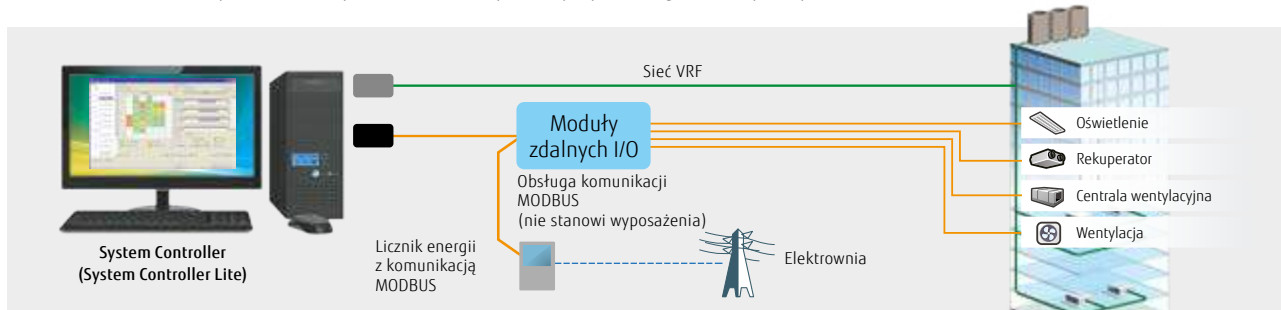 Sieć VRF
Moduły
zdalnych I/O
Obsługa komunikacji
MODBUS
(nie stanowi wyposażenia)
System Controller
(System Controller Lite)
Licznik energii
z komunikacją
MODBUS
Elektrownia
Oświetlenie
Rekuperator
Centrala wentylacyjna
Wentylacja